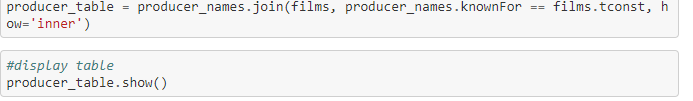 producer_table = producer_names.join(films, producer_names.knownFor == films.tconst, h
ow='inner')
#display table
producer_table.show()